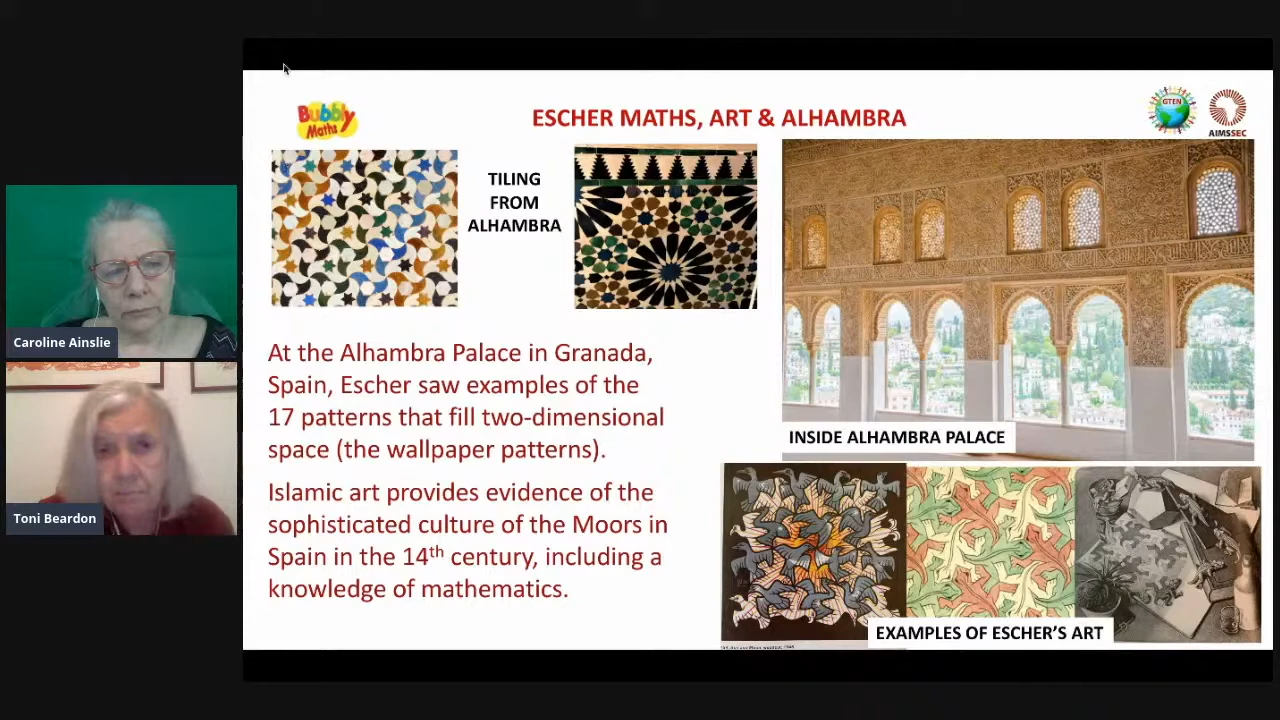 Bubbly
Maths
ESCHER MATHS, ART & ALHAMBRA
GTEN
AIMSSEC
TILING
FROM
ALHAMBRA
At the Alhambra Palace in Granada,
Spain, Escher saw examples of the
17 patterns that fill two-dimensional
space (the wallpaper patterns).
Islamic art provides evidence of the
sophisticated culture of the Moors in
Spain in the 14th century, including a
knowledge of mathematics.
INSIDE ALHAMBRA PALACE
EXAMPLES OF ESCHER'S ART
Caroline Ainslie
Toni Beardon